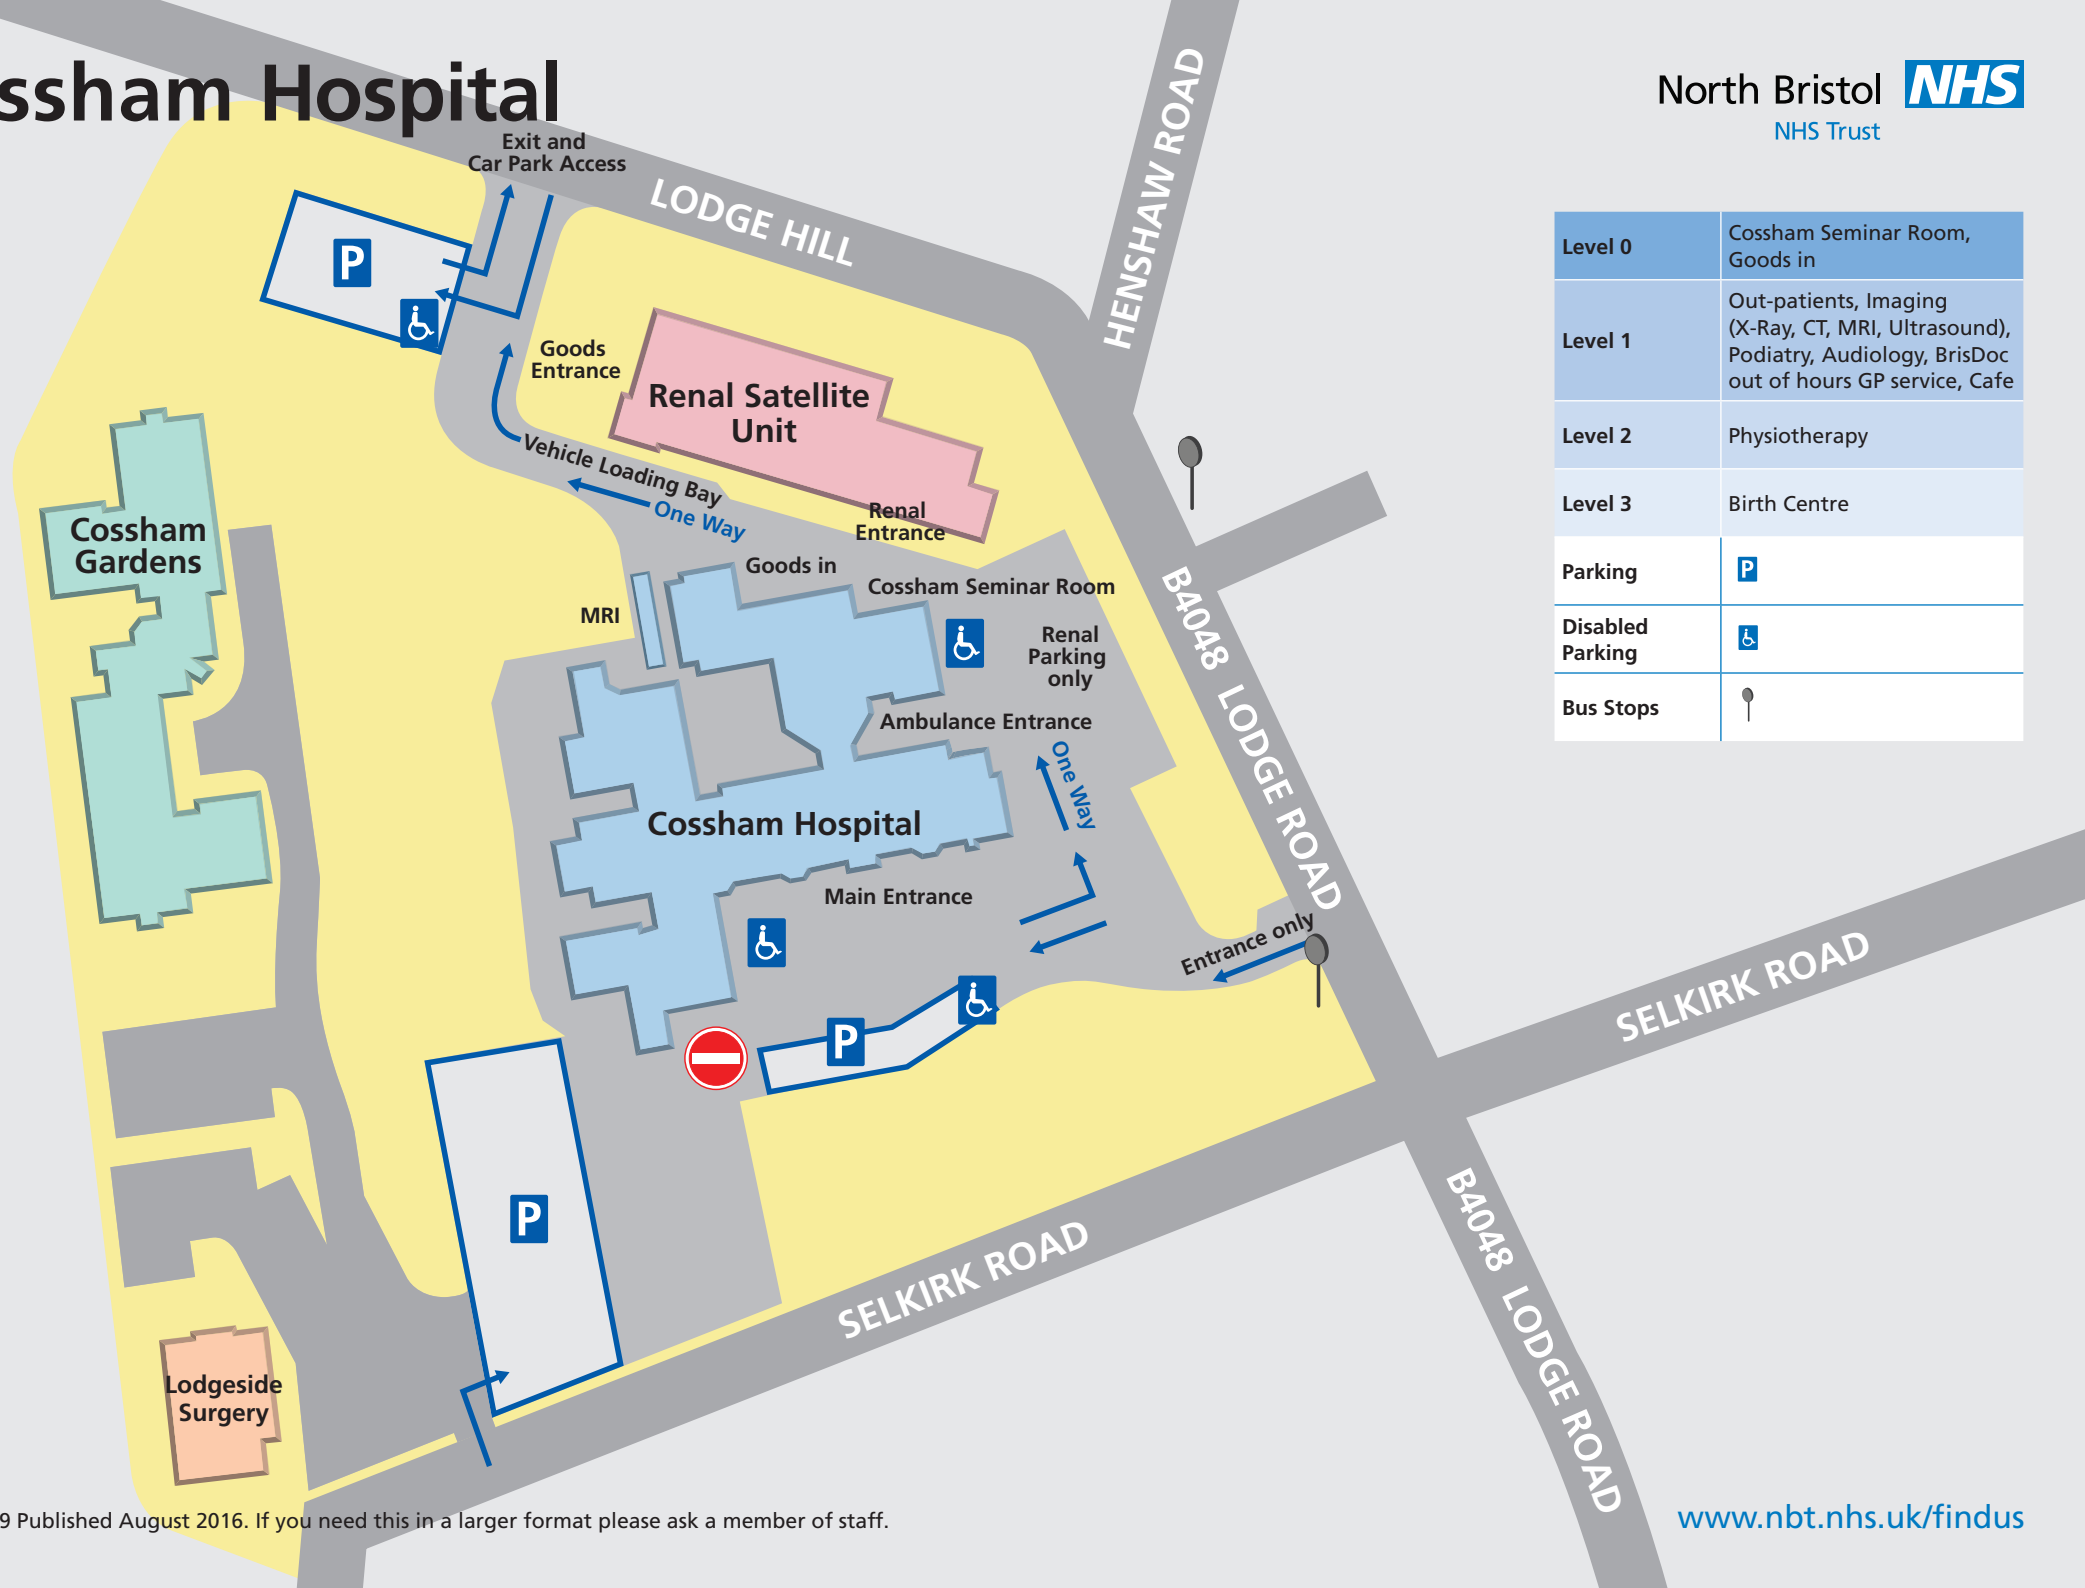 ssham Hospital
North Bristol NHS
NHS Trust
Exit and
Car Park Access
LODGE HILL
HENSHAW ROAD
P
Goods
Entrance
Renal Satellite
Unit
Vehicle Loading Bay
One Way
Renal
Entrance
Cossham
Gardens
Goods in
Cossham Seminar Room
MRI
Renal
Parking
only
Ambulance Entrance
One Way
B4048 LODGE ROAD
Cossham Hospital
Main Entrance
Entrance only
P
P
SELKIRK ROAD
SELKIRK ROAD
B4048 LODGE ROAD
Lodgeside
Surgery
Level 0
Cossham Seminar Room,
Goods in
Level 1
Out-patients, Imaging
(X-Ray, CT, MRI, Ultrasound),
Podiatry, Audiology, BrisDoc
out of hours GP service, Cafe
Level 2
Physiotherapy
Level 3
Birth Centre
Parking
P
Disabled
Parking
Bus Stops
9 Published August 2016. If you need this in a larger format please ask a member of staff.
www.nbt.nhs.uk/findus